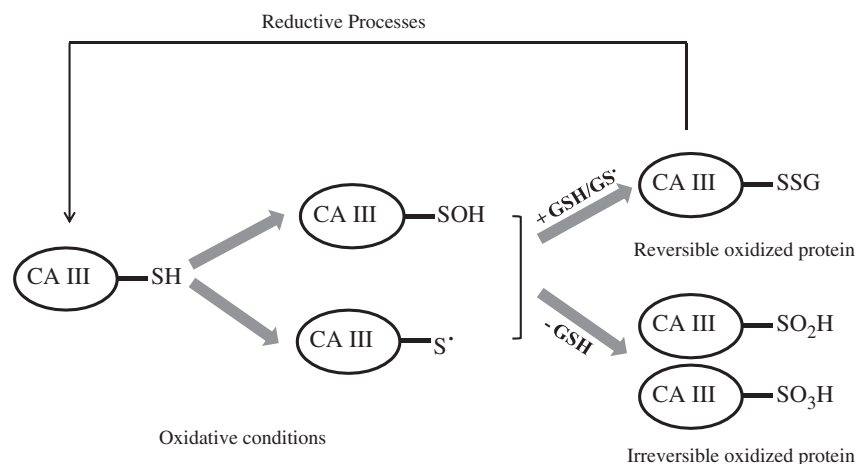 Reductive Processes
CA III SSG
+ GSH/GS·
Reversible oxidized protein
CA III SOH
CA III SH
CA III S·
- GSH
CA III SO₂H
CA III SO₃H
Oxidative conditions
Irreversible oxidized protein